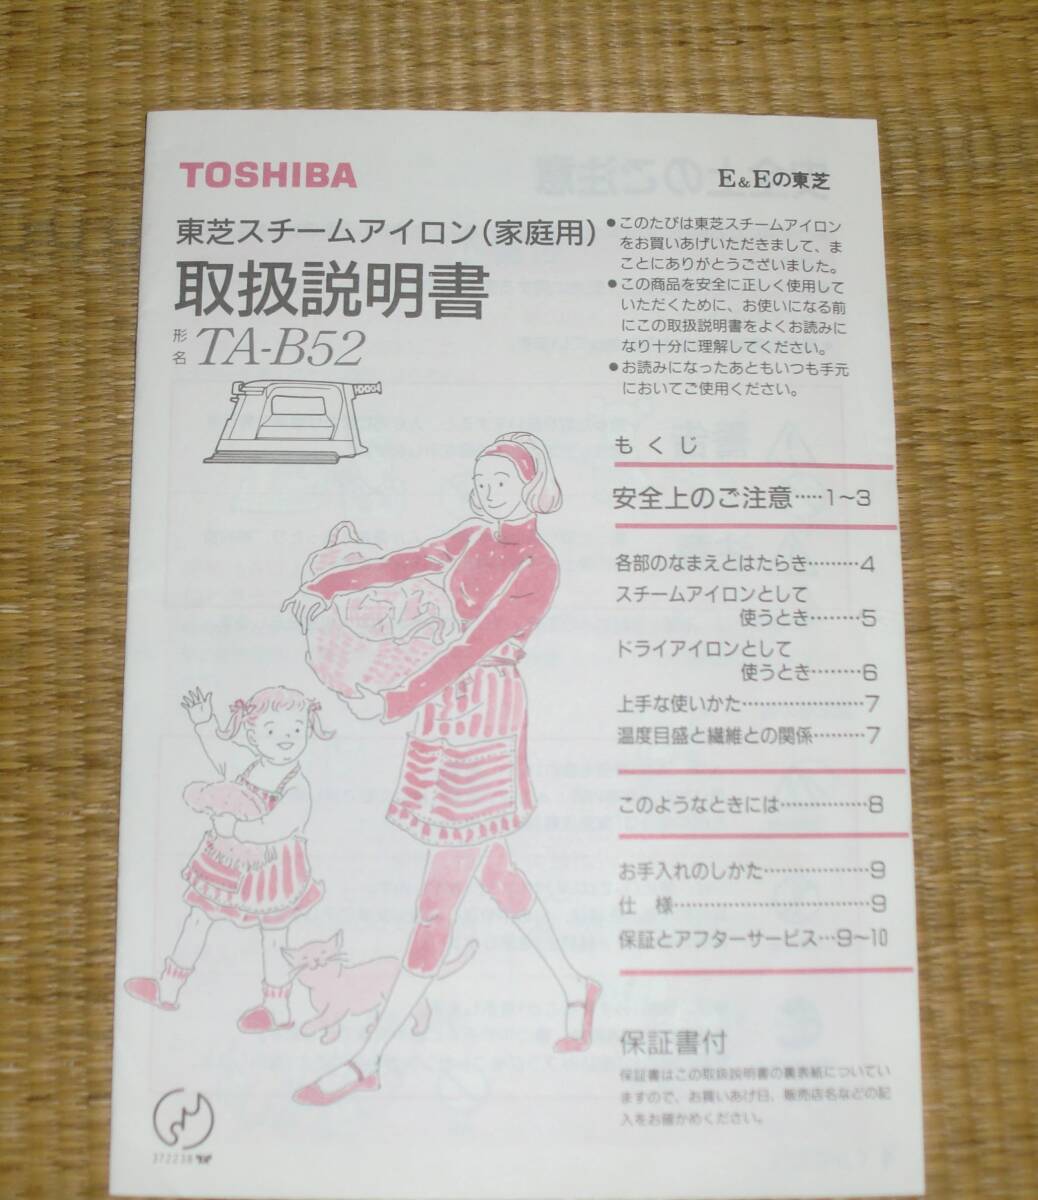 TOSHIBA
E&Eの東芝
東芝スチームアイロン(家庭用)
取扱説明書
形名 TA-B52
●このたびは東芝スチームアイロン
をお買いあげいただきまして、ま
ことにありがとうございました。
●この商品を安全に正しく使用して
いただくために、お使いになる前
にこの取扱説明書をよくお読みに
なり十分に理解してください。
●お読みになったあともいつも手元
においてご使用ください。
もくじ
安全上のご注意‥‥‥1〜3
各部のなまえとはたらき………4
スチームアイロンとして
使うとき………5
ドライアイロンとして
使うとき………6
上手な使いかた…………………7
温度目盛と繊維との関係………7
このようなときには……………8
お手入れのしかた………………9
仕 様……………………………9
保証とアフターサービス…9〜10
保証書付
保証書はこの取扱説明書の裏表紙についてい
ますので、お買いあげ日、販売店名などの記
入をお確かめください。